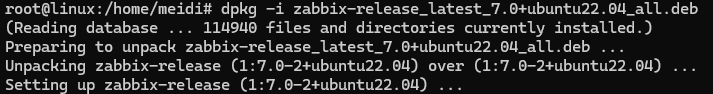 root@linux:/home/meidi# dpkg -i zabbix-release_latest_7.0+ubuntu22.04_all.deb
(Reading database ... 114940 files and directories currently installed.)
Preparing to unpack zabbix-release_latest_7.0+ubuntu22.04_all.deb ...
Unpacking zabbix-release (1:7.0-2+ubuntu22.04) over (1:7.0-2+ubuntu22.04) ...
Setting up zabbix-release (1:7.0-2+ubuntu22.04) ...